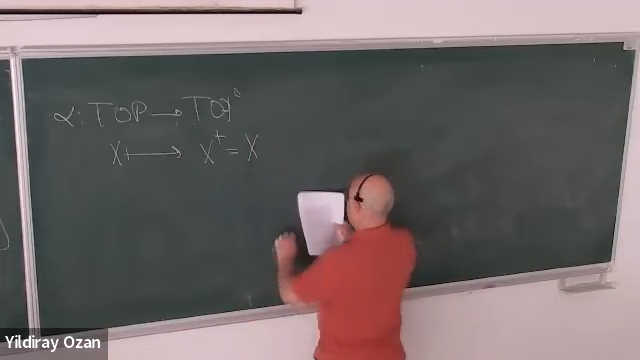 α: TOP → TOP°
X ↦ X⁺ = X
Yildiray Ozan